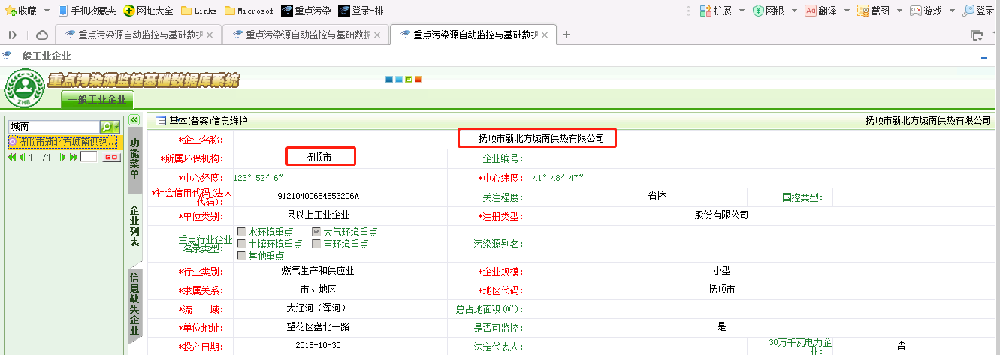 收藏 手机收藏夹 网址大全 Links Microsof 重点污染 登录-排 扩展 网银 Aa 翻译 截图 游戏 登录
重点污染源自动监控与基础数据 重点污染源自动监控与基础数据 重点污染源自动监控与基础数据
一般工业企业
ZHB 重点污染源监控基础数据库系统
一般工业企业
城南
抚顺市新北方城南供热...
1 /1 GO
功能菜单
企业列表
信息缺失企业
基本(备案)信息维护 抚顺市新北方城南供热有限公司
*企业名称: 抚顺市新北方城南供热有限公司
*所属环保机构: 抚顺市 企业编号:
*中心经度: 123° 52′ 6″ *中心纬度: 41° 48′ 47″
*社会信用代码(法人代码): 91210400664553206A 关注程度: 省控 国控类型:
*单位类别: 县以上工业企业 *注册类型: 股份有限公司
重点行业企业名录类型: 水环境重点 大气环境重点 污染源别名:
土壤环境重点 声环境重点
其他重点
*行业类别: 燃气生产和供应业 *企业规模: 小型
*隶属关系: 市、地区 *地区代码: 抚顺市
*流 域: 大辽河（浑河） 总占地面积(m²):
*单位地址: 望花区盘北一路 是否可监控: 是
*投产日期: 2018-10-30 法定代表人: 30万千瓦电力企业: 否